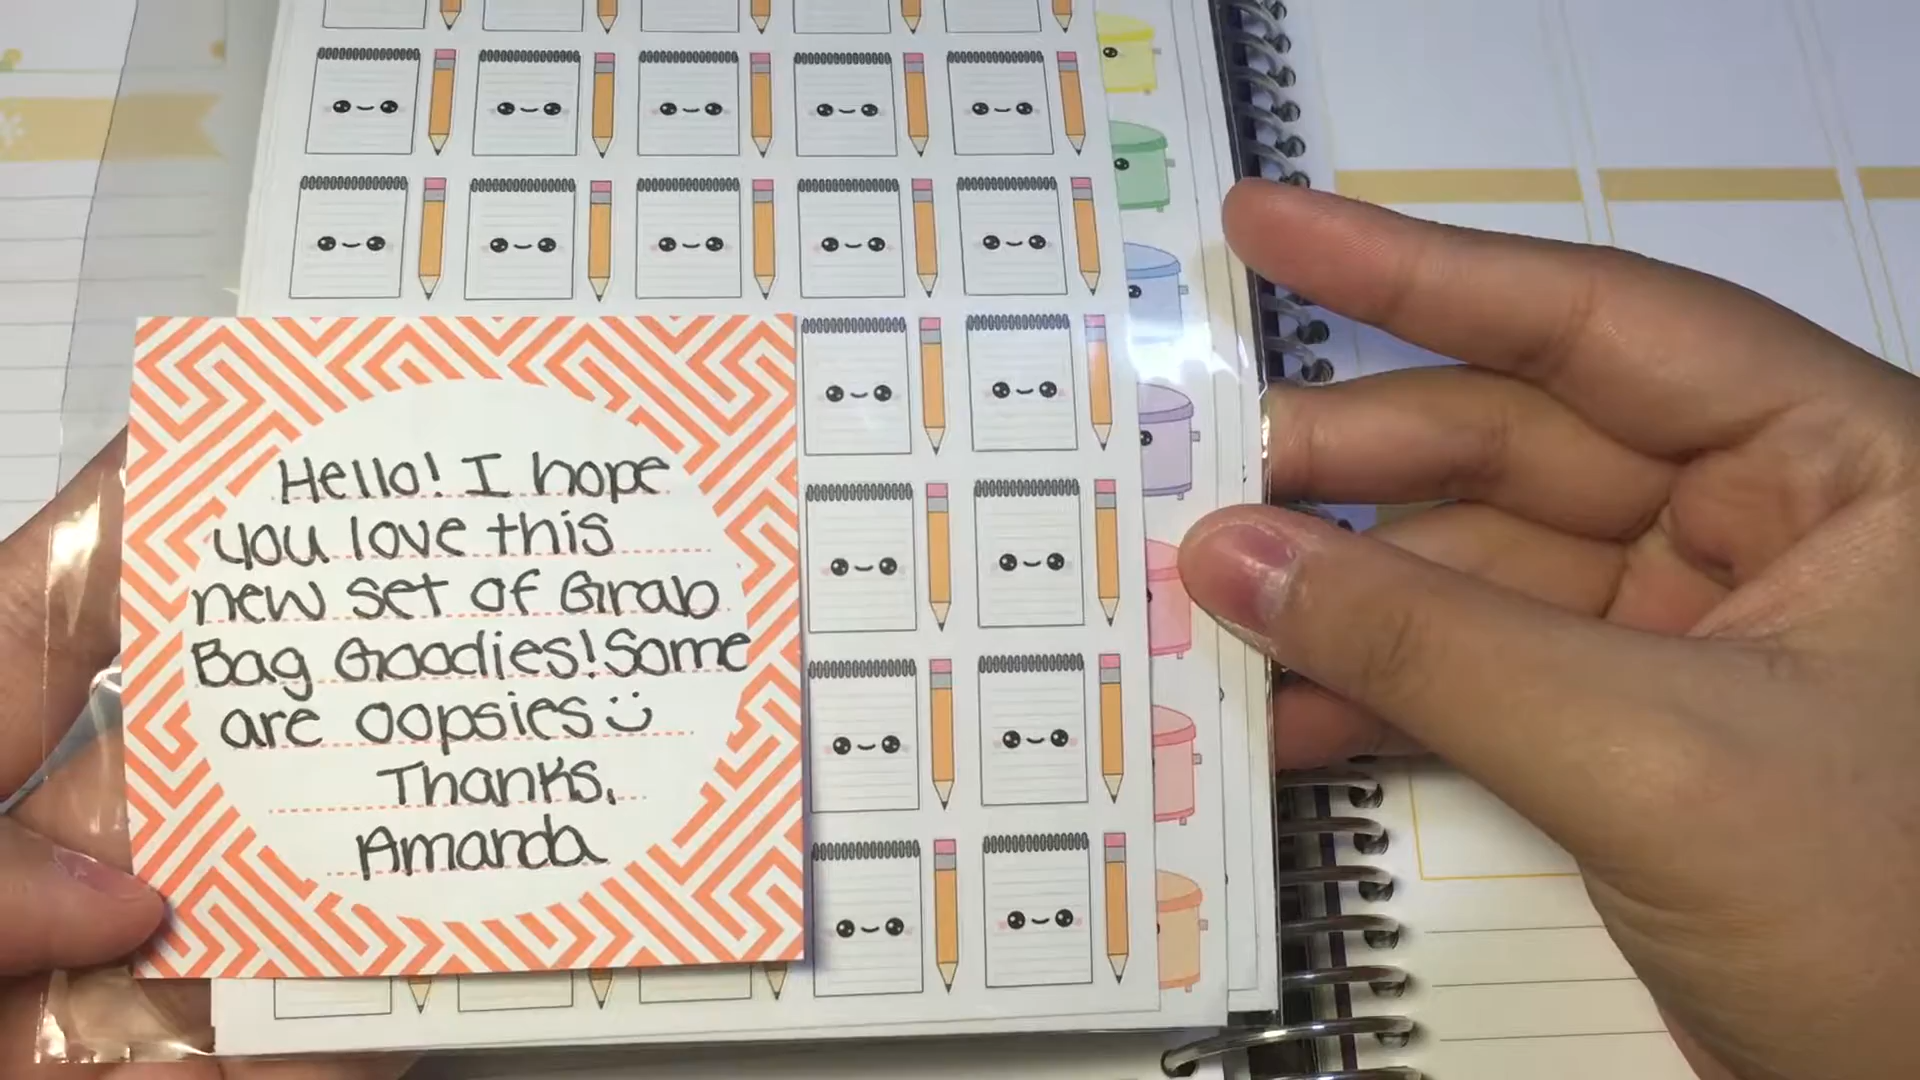 Hello! I hope
you love this
new set of Grab
Bag Goodies! Some
are oopsies
Thanks,
Amanda